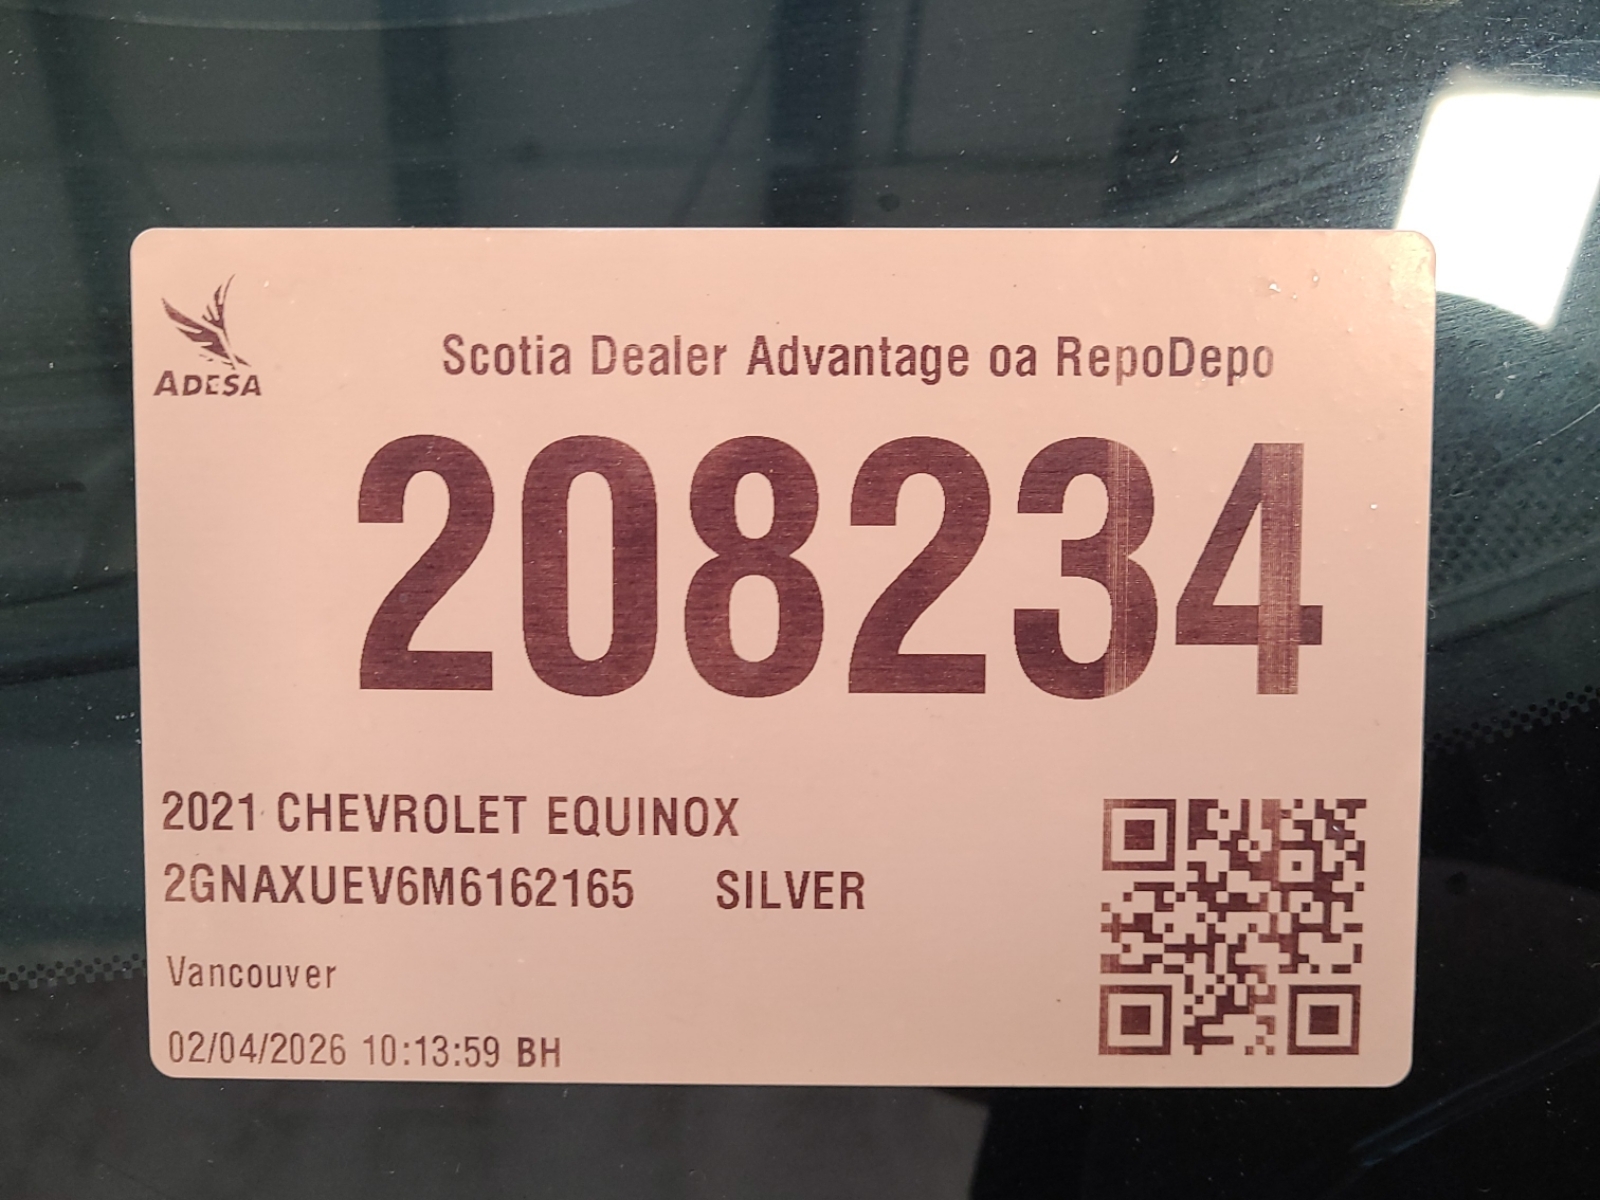 ADESA
Scotia Dealer Advantage oa RepoDepo
208234
2021 CHEVROLET EQUINOX
2GNAXUEV6M6162165 SILVER
Vancouver
02/04/2026 10:13:59 BH